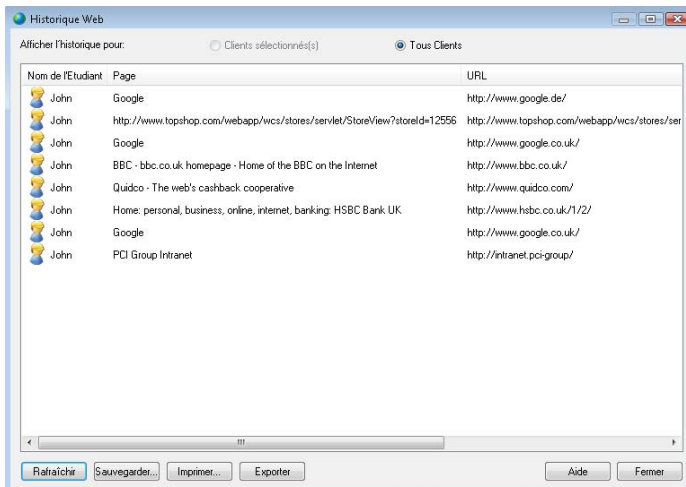 Historique Web
Afficher l'historique pour: Clients sélectionnés(s) Tous Clients
Nom de l'Etudiant Page URL
John Google http://www.google.de/
John http://www.topshop.com/webapp/wcs/stores/servlet/StoreView?storeId=12556 http://www.topshop.com/webapp/wcs/stores/ser
John Google http://www.google.co.uk/
John BBC - bbc.co.uk homepage - Home of the BBC on the Internet http://www.bbc.co.uk/
John Quidco - The web's cashback cooperative http://www.quidco.com/
John Home: personal, business, online, internet, banking: HSBC Bank UK http://www.hsbc.co.uk/1/2/
John Google http://www.google.co.uk/
John PCI Group Intranet http://intranet.pci-group/
Rafraîchir Sauvegarder... Imprimer... Exporter Aide Fermer